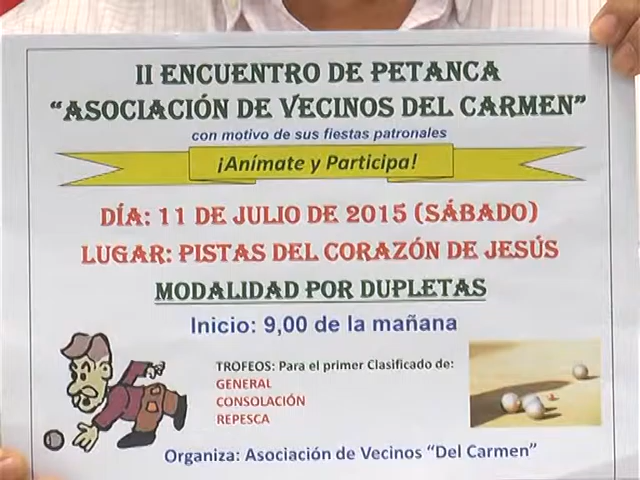 II ENCUENTRO DE PETANCA
“ASOCIACIÓN DE VECINOS DEL CARMEN”
con motivo de sus fiestas patronales
¡Anímate y Participa!
DÍA: 11 DE JULIO DE 2015 (SÁBADO)
LUGAR: PISTAS DEL CORAZÓN DE JESÚS
MODALIDAD POR DUPLETAS
Inicio: 9,00 de la mañana
TROFEOS: Para el primer Clasificado de:
GENERAL
CONSOLACIÓN
REPESCA
Organiza: Asociación de Vecinos “Del Carmen”